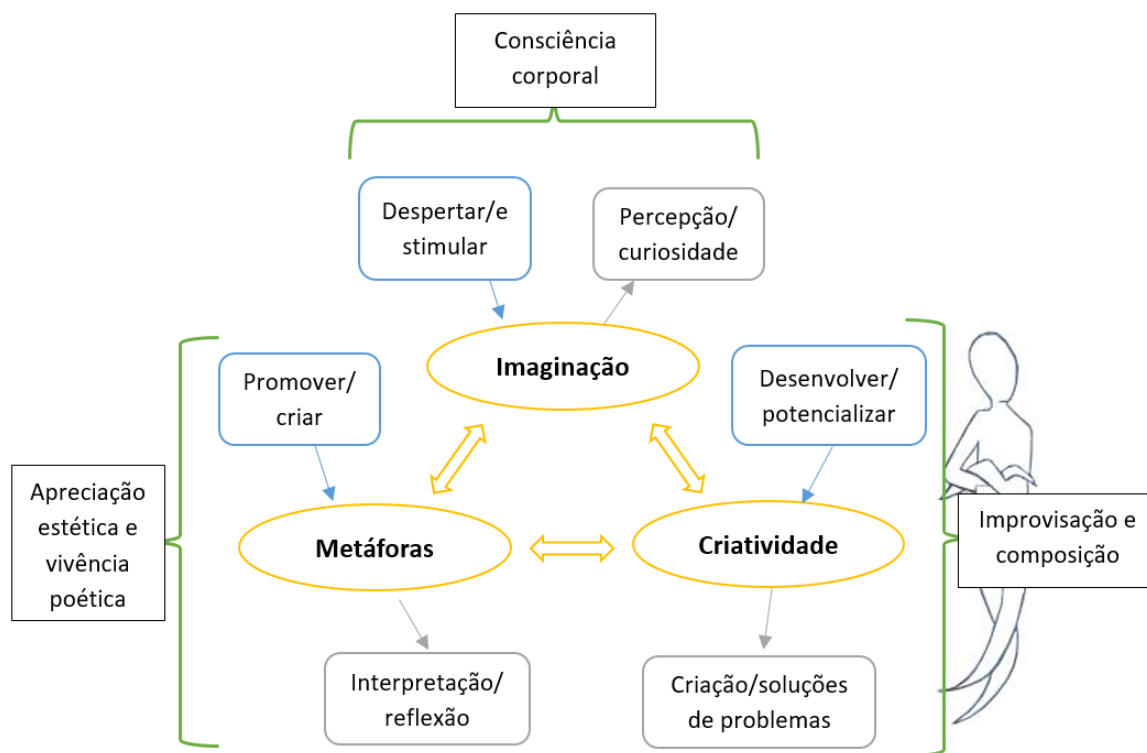 Consciência
corporal
Despertar/e
stimular
Percepção/
curiosidade
Imaginação
Promover/
criar
Desenvolver/
potencializar
Apreciação
estética e
vivência
poética
Metáforas
Criatividade
Improvisação e
composição
Interpretação/
reflexão
Criação/soluções
de problemas